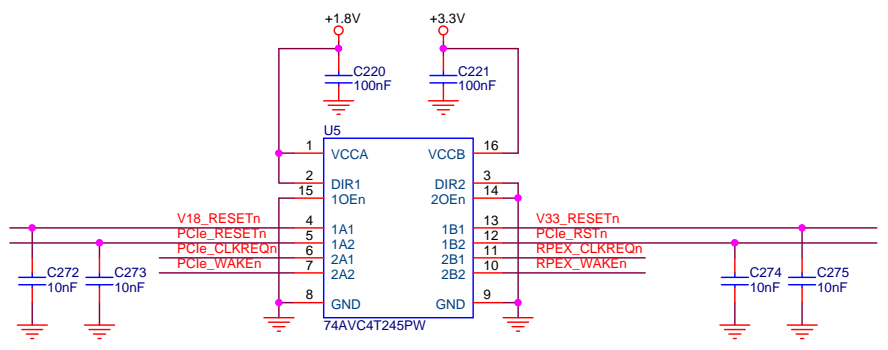 +1.8V +3.3V
C220 C221
100nF 100nF
U5
1 VCCA VCCB 16
2 DIR1 DIR2 3
15 1OEn 2OEn 14
V18_RESETn 4 1A1 1B1 13 V33_RESETn
PCIe_RESETn 5 1A2 1B2 12 PCIe_RSTn
PCIe_CLKREQn 6 2A1 2B1 11 RPEX_CLKREQn
PCIe_WAKEn 7 2A2 2B2 10 RPEX_WAKEn
C272 C273 C274 C275
10nF 10nF 10nF 10nF
8 GND GND 9
74AVC4T245PW